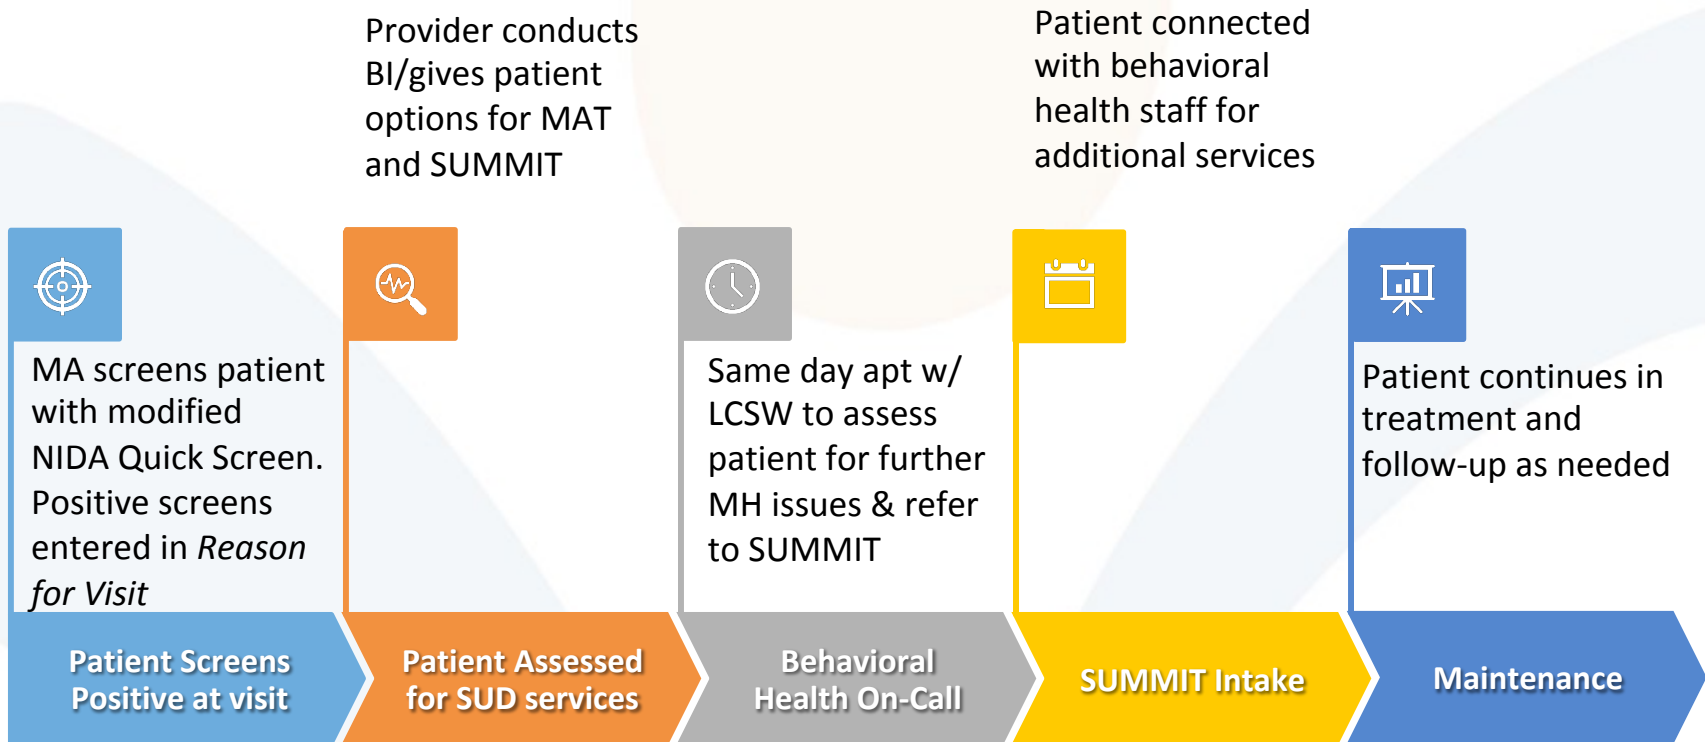 MA screens patient
with modified
NIDA Quick Screen.
Positive screens
entered in Reason
for Visit
Patient Screens
Positive at visit
Provider conducts
BI/gives patient
options for MAT
and SUMMIT
Patient Assessed
for SUD services
Same day apt w/
LCSW to assess
patient for further
MH issues & refer
to SUMMIT
Behavioral
Health On-Call
Patient connected
with behavioral
health staff for
additional services
SUMMIT Intake
Patient continues in
treatment and
follow-up as needed
Maintenance